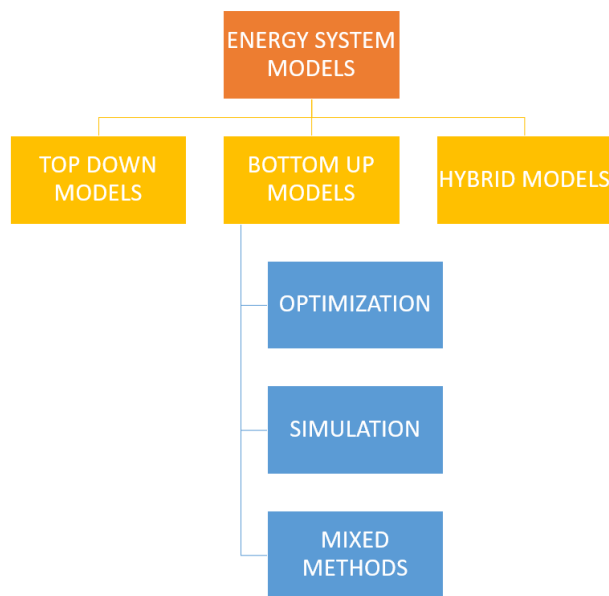 ENERGY SYSTEM
MODELS
TOP DOWN
MODELS
BOTTOM UP
MODELS
HYBRID MODELS
OPTIMIZATION
SIMULATION
MIXED
METHODS